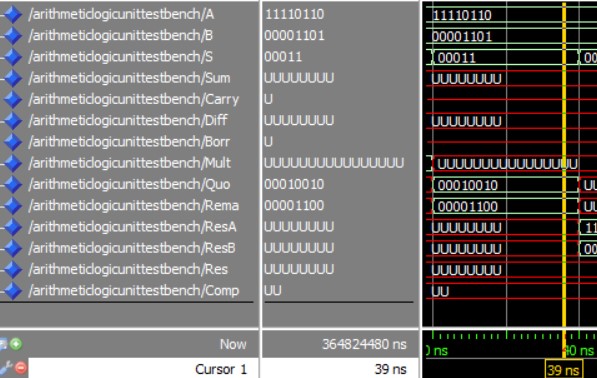 /arithmeticlogicunittestbench/A 11110110 11110110
/arithmeticlogicunittestbench/B 00001101 00001101
/arithmeticlogicunittestbench/S 00011 00011 00
/arithmeticlogicunittestbench/Sum UUUUUUUU UUUUUUUU
/arithmeticlogicunittestbench/Carry U
/arithmeticlogicunittestbench/Diff UUUUUUUU UUUUUUUU
/arithmeticlogicunittestbench/Borr U
/arithmeticlogicunittestbench/Mult UUUUUUUUUUUUUUUU UUUUUUUUUUUUUUUU
/arithmeticlogicunittestbench/Quo 00010010 00010010 UU
/arithmeticlogicunittestbench/Rema 00001100 00001100 UU
/arithmeticlogicunittestbench/ResA UUUUUUUU UUUUUUUU 11
/arithmeticlogicunittestbench/ResB UUUUUUUU UUUUUUUU 00
/arithmeticlogicunittestbench/Res UUUUUUUU UUUUUUUU
/arithmeticlogicunittestbench/Comp UU UU
Now 364824480 ns ns 40 ns
Cursor 1 39 ns 39 ns